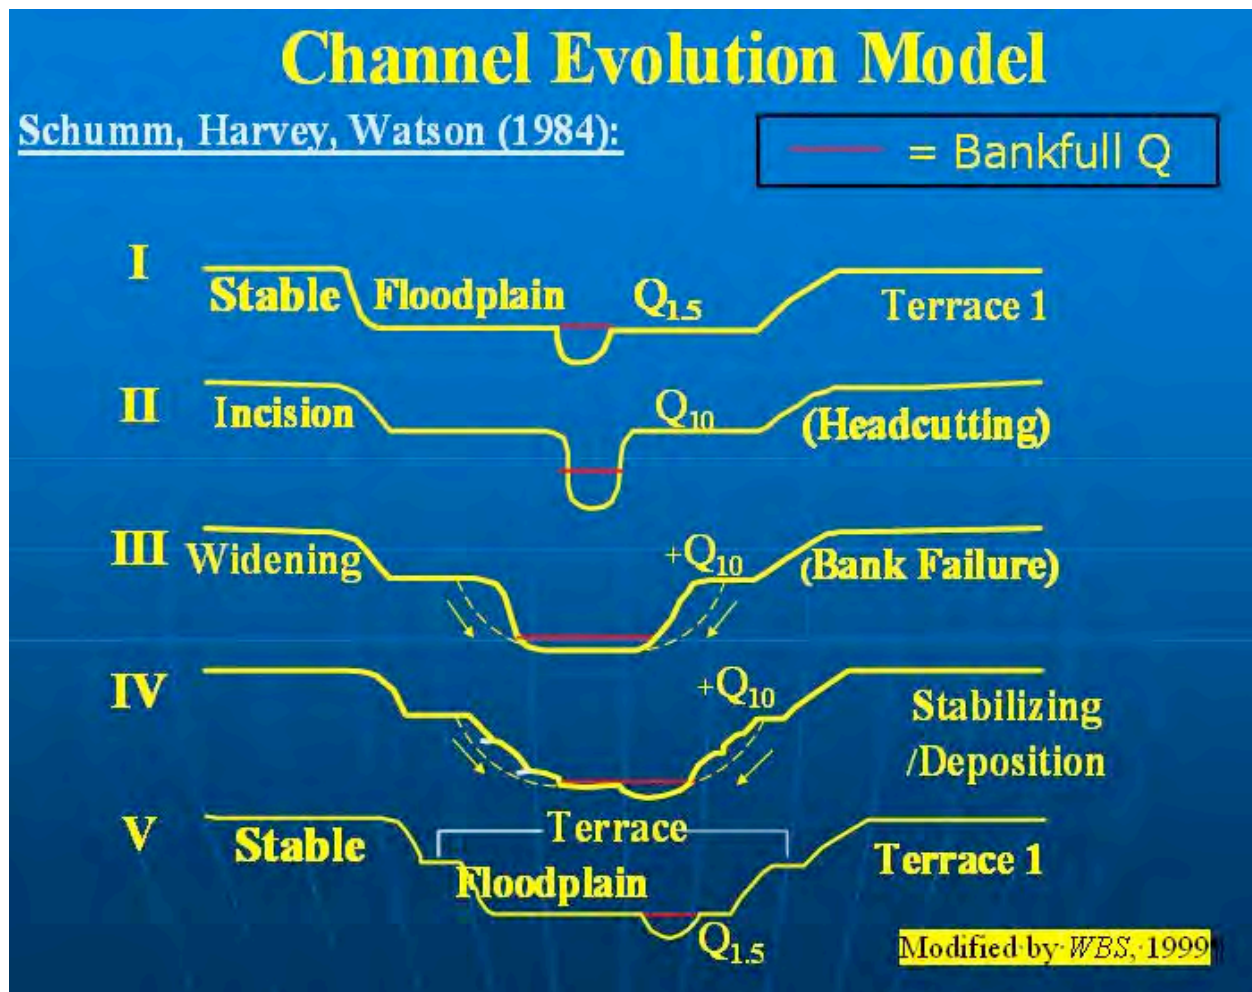 Channel Evolution Model
Schumm, Harvey, Watson (1984):
= Bankfull Q
I
Stable
Floodplain
Q1.5
Terrace 1
II
Incision
Q10
(Headcutting)
III
Widening
+Q10
(Bank Failure)
IV
+Q10
Stabilizing
/Deposition
V
Stable
Terrace
Floodplain
Terrace 1
Q1.5
Modified by WBS, 1999